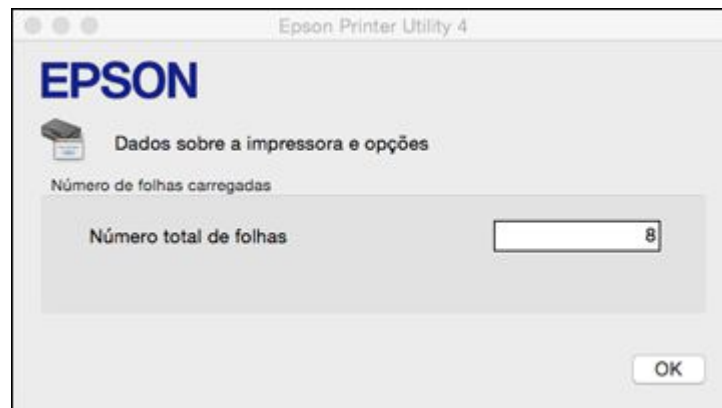 Epson Printer Utility 4
EPSON
Dados sobre a impressora e opções
Número de folhas carregadas
Número total de folhas 8
OK